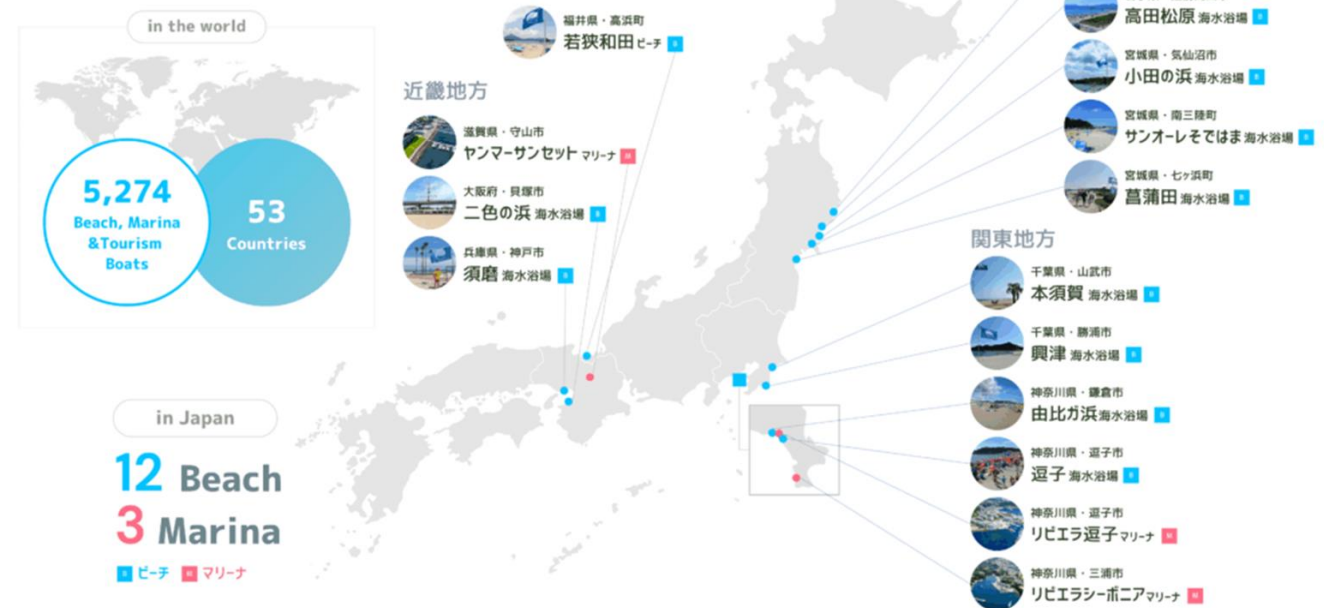 in the world
5,274
Beach, Marina
&Tourism
Boats
53
Countries
in Japan
12 Beach
3 Marina
B ビーチ M マリーナ
福井県・高浜町
若狭和田 ビーチ B
近畿地方
滋賀県・守山市
ヤンマーサンセット マリーナ M
大阪府・貝塚市
二色の浜 海水浴場 B
兵庫県・神戸市
須磨 海水浴場 B
高田松原 海水浴場 B
宮城県・気仙沼市
小田の浜 海水浴場 B
宮城県・南三陸町
サンオーレそではま 海水浴場 B
宮城県・七ヶ浜町
菖蒲田 海水浴場 B
関東地方
千葉県・山武市
本須賀 海水浴場 B
千葉県・勝浦市
興津 海水浴場 B
神奈川県・鎌倉市
由比ガ浜 海水浴場 B
神奈川県・逗子市
逗子 海水浴場 B
神奈川県・逗子市
リビエラ逗子 マリーナ M
神奈川県・三浦市
リビエラシーボニア マリーナ M